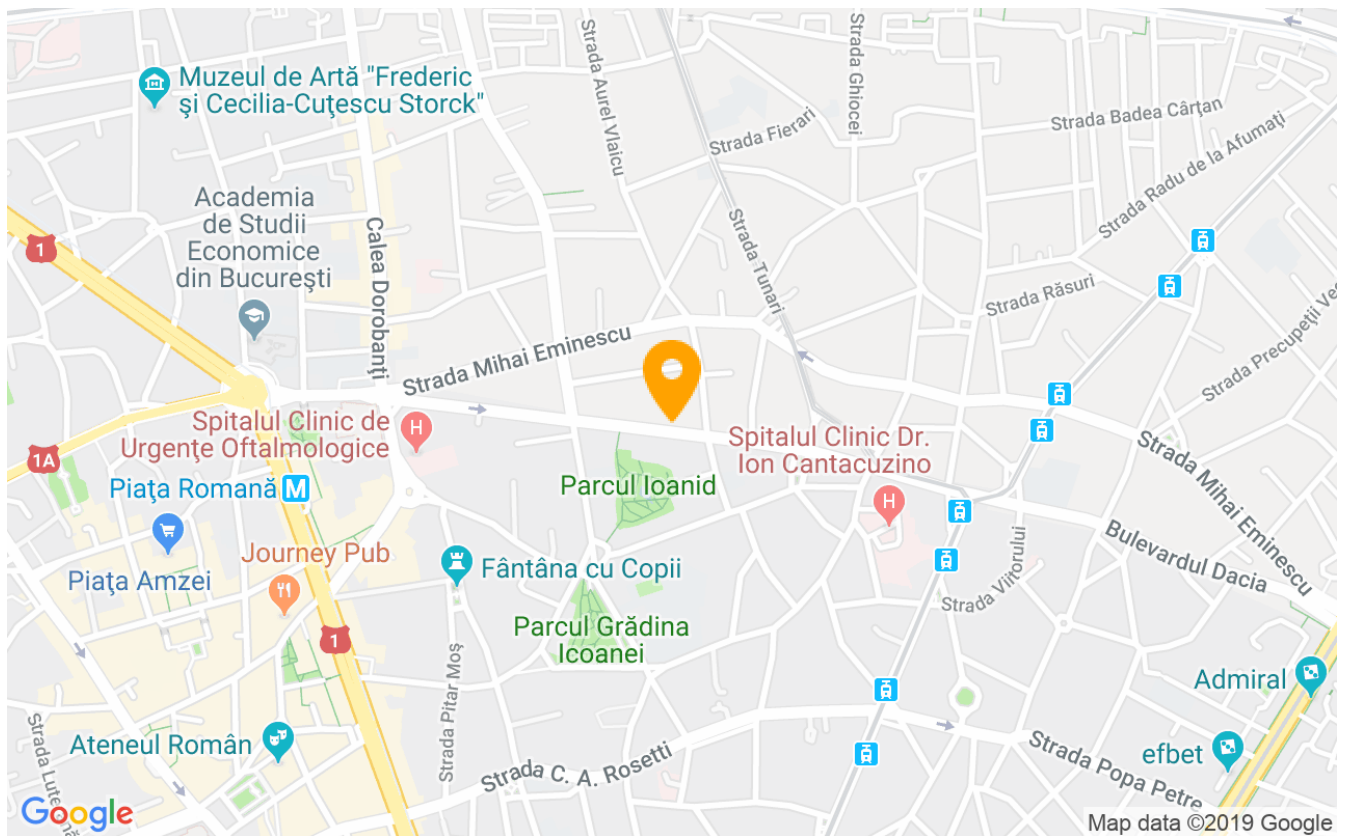 Muzeul de Artă "Frederic
şi Cecilia-Cuţescu Storck"
Strada Aurel Vlaicu
Strada Ghiocei
Strada Fierari
Strada Badea Cârţan
Strada Radu de la Afumaţi
Academia
de Studii
Economice
din Bucureşti
Calea Dorobanţi
Strada Tunari
1
Strada Răsuri
Strada Precupeţii Ve
Strada Mihai Eminescu
Spitalul Clinic de
Urgenţe Oftalmologice
H
1A
Spitalul Clinic Dr.
Ion Cantacuzino
H
Strada Mihai Eminescu
Piaţa Romană M
Parcul Ioanid
Journey Pub
Piaţa Amzei
Fântâna cu Copii
Bulevardul Dacia
Strada Viitorului
Parcul Grădina
Icoanei
1
Strada Pitar Moş
Admiral
Ateneul Român
efbet
Strada C. A. Rosetti
Strada Popa Petre
Google
Map data ©2019 Google